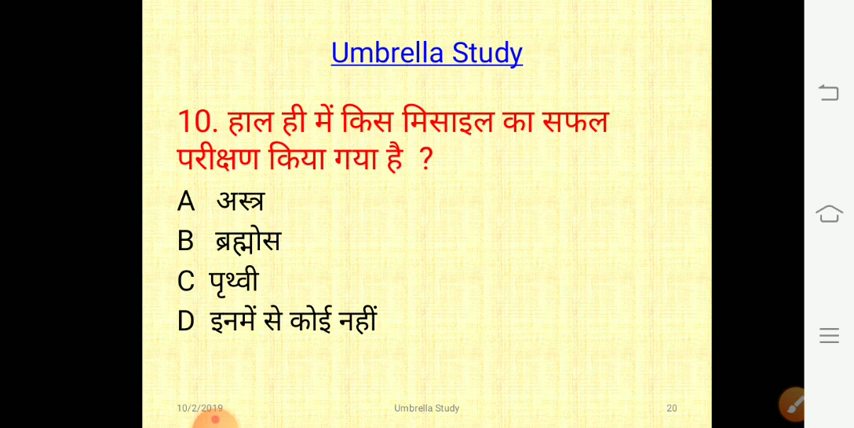 Umbrella Study
10. हाल ही में किस मिसाइल का सफल
परीक्षण किया गया है ?
A अस्त्र
B ब्रह्मोस
C पृथ्वी
D इनमें से कोई नहीं
10/2/2019 Umbrella Study 20